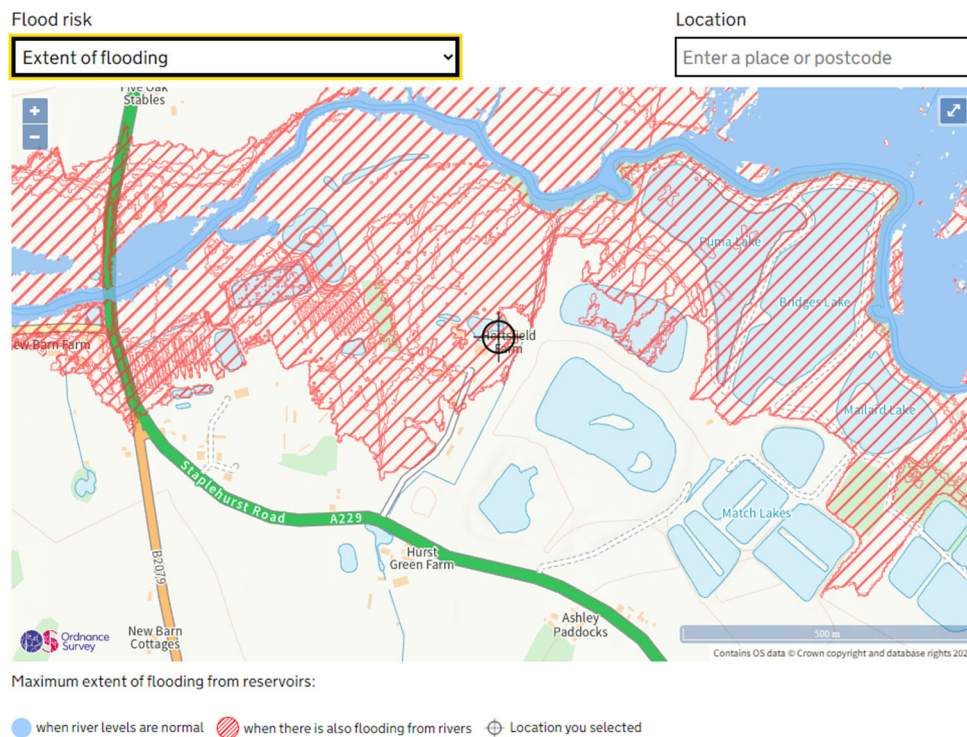 Flood risk
Location
Extent of flooding
Enter a place or postcode
Five Oak
Stables
+
−
Puma Lake
Bridges Lake
Hertsfield
Farm
ew Barn Farm
Mallard Lake
Staplehurst Road
A229
Match Lakes
Hurst
Green Farm
B2079
Ashley
Paddocks
New Barn
Cottages
Ordnance
Survey
500 m
Contains OS data © Crown copyright and database rights 202
Maximum extent of flooding from reservoirs:
when river levels are normal
when there is also flooding from rivers
Location you selected